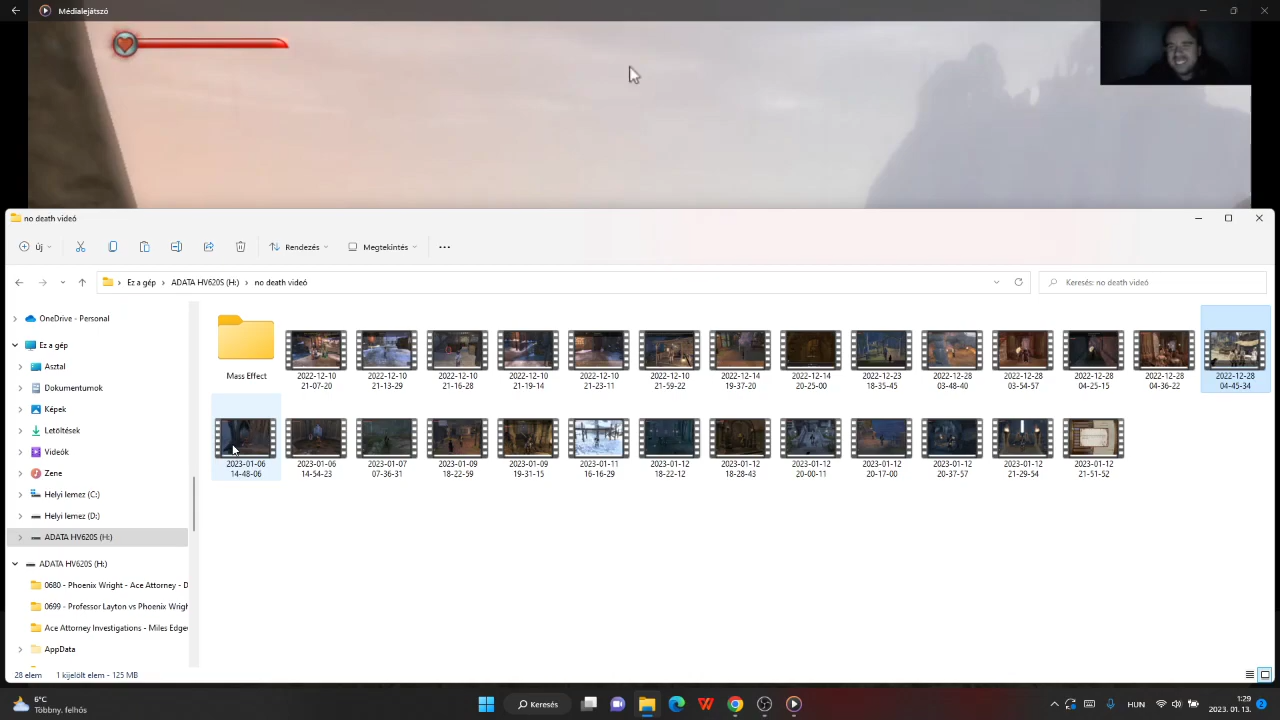 Médialejátszó
no death videó
Új
Rendezés
Megtekintés
Ez a gép
ADATA HV620S (H:)
no death videó
Keresés: no death videó
OneDrive - Personal
Ez a gép
Asztal
Dokumentumok
Képek
Letöltések
Videók
Zene
Helyi lemez (C:)
Helyi lemez (D:)
ADATA HV620S (H:)
ADATA HV620S (H:)
0680 - Phoenix Wright - Ace Attorney - D
0699 - Professor Layton vs Phoenix Wrigh
Ace Attorney Investigations - Miles Edge
AppData
Mass Effect
2022-12-10
21-07-20
2022-12-10
21-13-29
2022-12-10
21-16-28
2022-12-10
21-19-14
2022-12-10
21-23-11
2022-12-10
21-59-22
2022-12-14
19-37-20
2022-12-14
20-25-00
2022-12-23
18-35-45
2022-12-28
03-48-40
2022-12-28
03-54-57
2022-12-28
04-25-15
2022-12-28
04-36-22
2022-12-28
04-45-34
2023-01-06
14-48-06
2023-01-06
14-54-23
2023-01-07
07-36-31
2023-01-09
18-22-59
2023-01-09
19-31-15
2023-01-11
16-16-29
2023-01-12
18-22-12
2023-01-12
18-28-43
2023-01-12
20-00-11
2023-01-12
20-17-00
2023-01-12
20-37-57
2023-01-12
21-29-54
2023-01-12
21-51-52
28 elem
1 kijelölt elem - 125 MB
6°C
Többny. felhős
Keresés
HUN
1:29
2023. 01. 13.
2